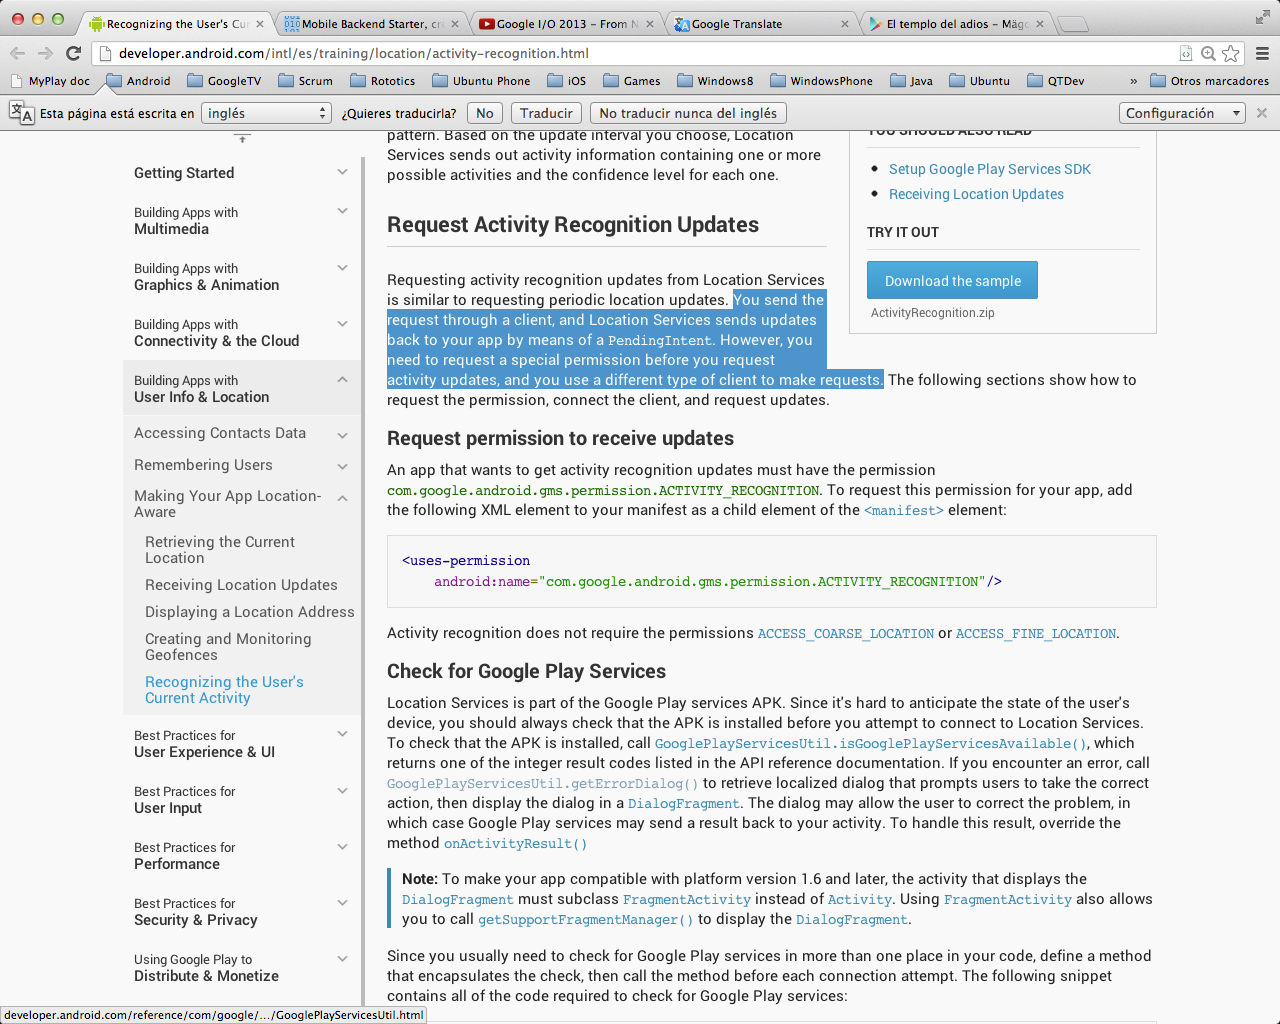 Recognizing the User's Cur
Mobile Backend Starter, cre
Google I/O 2013 – From N
Google Translate
El templo del adios – Mäg
developer.android.com/intl/es/training/location/activity-recognition.html
MyPlay doc
Android
GoogleTV
Scrum
Rototics
Ubuntu Phone
iOS
Games
Windows8
WindowsPhone
Java
Ubuntu
QTDev
»
Otros marcadores
Esta página está escrita en
inglés
¿Quieres traducirla?
No
Traducir
No traducir nunca del inglés
Configuración
Getting Started
Building Apps with
Multimedia
Building Apps with
Graphics & Animation
Building Apps with
Connectivity & the Cloud
Building Apps with
User Info & Location
Accessing Contacts Data
Remembering Users
Making Your App Location-
Aware
Retrieving the Current
Location
Receiving Location Updates
Displaying a Location Address
Creating and Monitoring
Geofences
Recognizing the User's
Current Activity
Best Practices for
User Experience & UI
Best Practices for
User Input
Best Practices for
Performance
Best Practices for
Security & Privacy
Using Google Play to
Distribute & Monetize
pattern. Based on the update interval you choose, Location
Services sends out activity information containing one or more
possible activities and the confidence level for each one.
YOU SHOULD ALSO READ
Setup Google Play Services SDK
Receiving Location Updates
TRY IT OUT
Download the sample
ActivityRecognition.zip
Request Activity Recognition Updates
Requesting activity recognition updates from Location Services
is similar to requesting periodic location updates. You send the
request through a client, and Location Services sends updates
back to your app by means of a PendingIntent. However, you
need to request a special permission before you request
activity updates, and you use a different type of client to make requests. The following sections show how to
request the permission, connect the client, and request updates.
Request permission to receive updates
An app that wants to get activity recognition updates must have the permission
com.google.android.gms.permission.ACTIVITY_RECOGNITION. To request this permission for your app, add
the following XML element to your manifest as a child element of the <manifest> element:
<uses-permission
android:name="com.google.android.gms.permission.ACTIVITY_RECOGNITION"/>
Activity recognition does not require the permissions ACCESS_COARSE_LOCATION or ACCESS_FINE_LOCATION.
Check for Google Play Services
Location Services is part of the Google Play services APK. Since it's hard to anticipate the state of the user's
device, you should always check that the APK is installed before you attempt to connect to Location Services.
To check that the APK is installed, call GooglePlayServicesUtil.isGooglePlayServicesAvailable(), which
returns one of the integer result codes listed in the API reference documentation. If you encounter an error, call
GooglePlayServicesUtil.getErrorDialog() to retrieve localized dialog that prompts users to take the correct
action, then display the dialog in a DialogFragment. The dialog may allow the user to correct the problem, in
which case Google Play services may send a result back to your activity. To handle this result, override the
method onActivityResult()
Note: To make your app compatible with platform version 1.6 and later, the activity that displays the
DialogFragment must subclass FragmentActivity instead of Activity. Using FragmentActivity also allows
you to call getSupportFragmentManager() to display the DialogFragment.
Since you usually need to check for Google Play services in more than one place in your code, define a method
that encapsulates the check, then call the method before each connection attempt. The following snippet
contains all of the code required to check for Google Play services:
developer.android.com/reference/com/google/.../GooglePlayServicesUtil.html